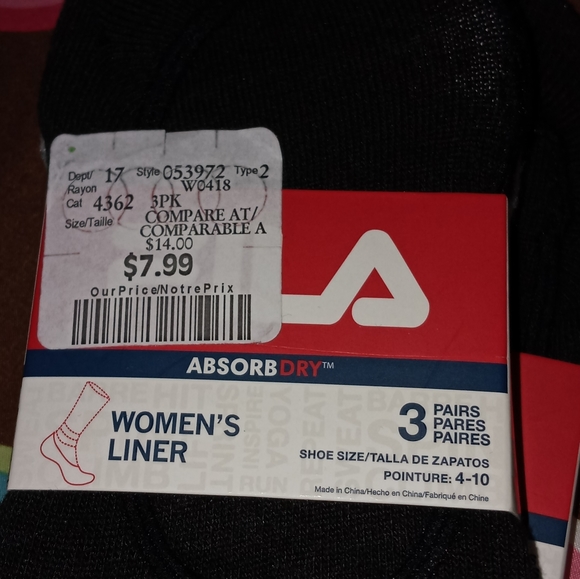 Dept/ 17 Style 053972 Type 2
Rayon W0418
Cat 4362 3PK
Size/Taille COMPARE AT/
COMPARABLE A
$14.00
$7.99
OurPrice/NotrePrix
LA
ABSORBDRY™
WOMEN'S
LINER
3 PAIRS
PARES
PAIRES
SHOE SIZE/TALLA DE ZAPATOS
POINTURE: 4-10
Made in China/Hecho en China/Fabriqué en Chine